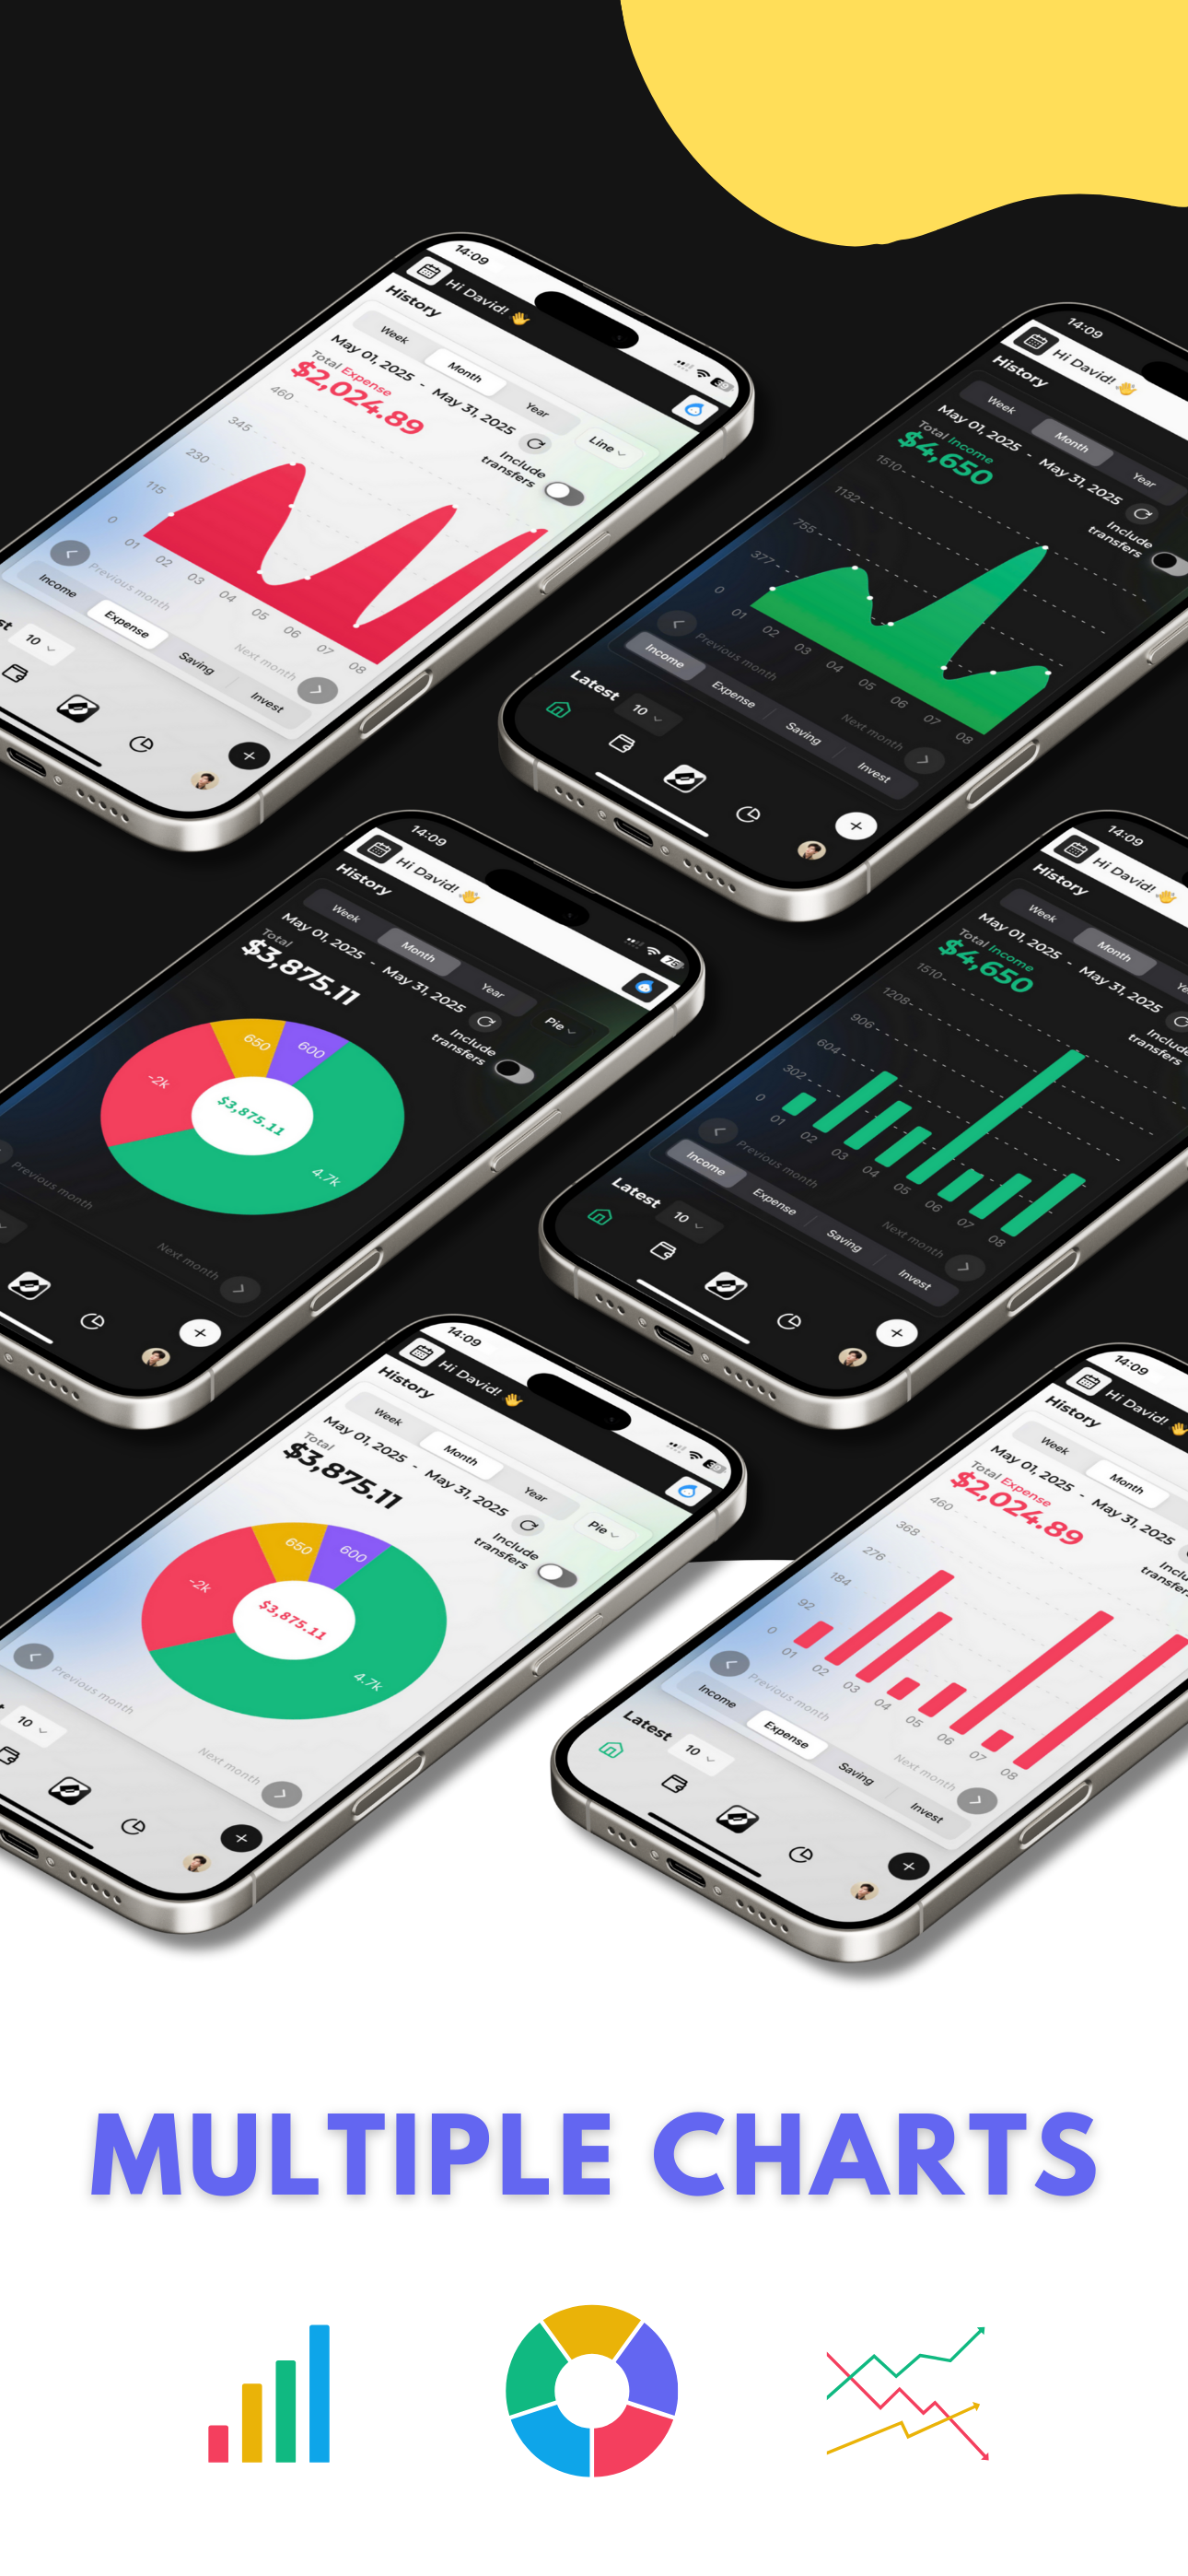 14:09
Hi David! 👋
History
Week
Month
Year
Line
May 01, 2025 - May 31, 2025
Total Expense
$2,024.89
Include
transfers
460
345
230
115
0
01 02 03 04 05 06 07 08
Previous month
Next month
Income
Expense
Saving
Invest
10
14:09
Hi David! 👋
History
Week
Month
Year
May 01, 2025 - May 31, 2025
Total Income
$4,650
Include
transfers
1510
1132
755
377
0
01 02 03 04 05 06 07 08
Previous month
Next month
Income
Expense
Saving
Invest
Latest
10
14:09
Hi David! 👋
75
History
Week
Month
Year
Pie
May 01, 2025 - May 31, 2025
Total
$3,875.11
Include
transfers
650
600
-2k
$3,875.11
4.7k
Previous month
Next month
14:09
Hi David! 👋
History
Week
Month
May 01, 2025 - May 31, 2025
Total Income
$4,650
Include
transfers
1510
1208
906
604
302
0
01 02 03 04 05 06 07 08
Previous month
Next month
Income
Expense
Saving
Invest
Latest
10
14:09
Hi David! 👋
History
Week
Month
Year
Pie
May 01, 2025 - May 31, 2025
Total
$3,875.11
Include
transfers
650
600
-2k
$3,875.11
4.7k
Previous month
Next month
10
14:09
Hi David! 👋
History
Week
Month
May 01, 2025 - May 31, 2025
Total Expense
$2,024.89
transfers
460
368
276
184
92
0
01 02 03 04 05 06 07 08
Previous month
Next month
Income
Expense
Saving
Invest
Latest
10
MULTIPLE CHARTS